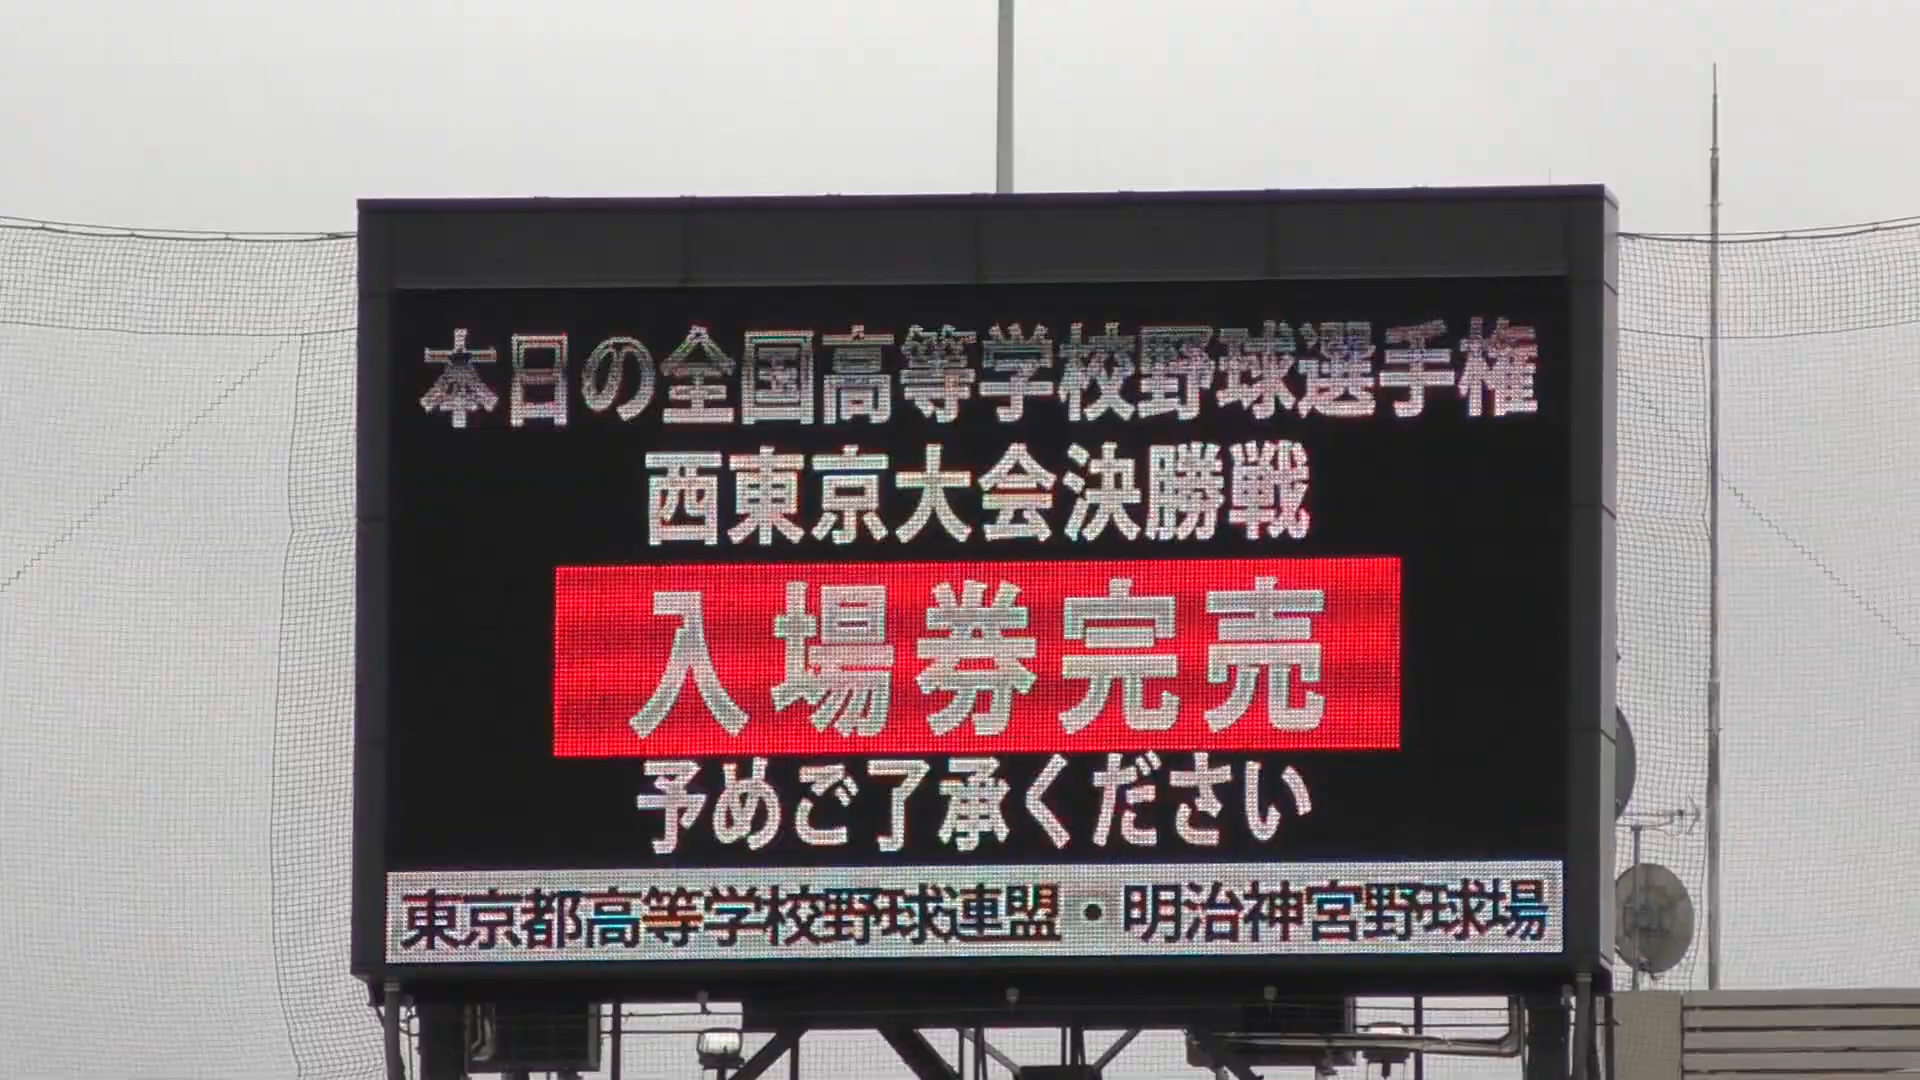 本日の全国高等学校野球選手権
西東京大会決勝戦
入場券完売
予めご了承ください
東京都高等学校野球連盟・明治神宮野球場